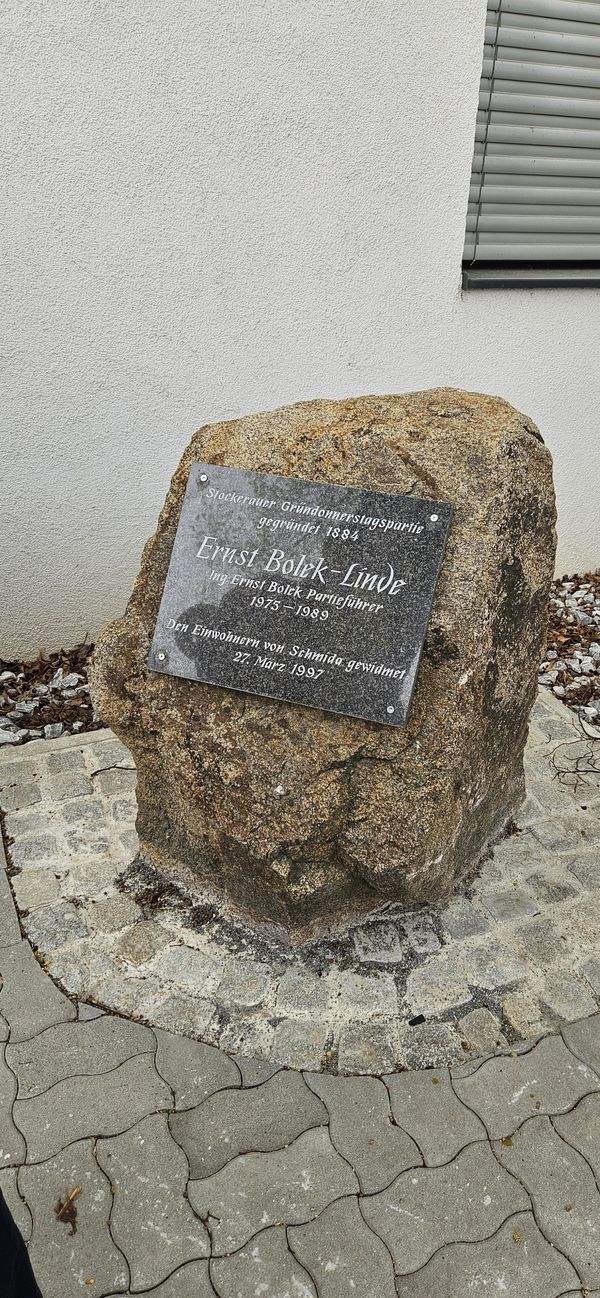 Stockerauer Gründonnerstagspartie
gegründet 1884
Ernst Bolek-Linde
Ing. Ernst Bolek Partieführer
1975-1989
Den Einwohnern von Schmida gewidmet
27. März 1997